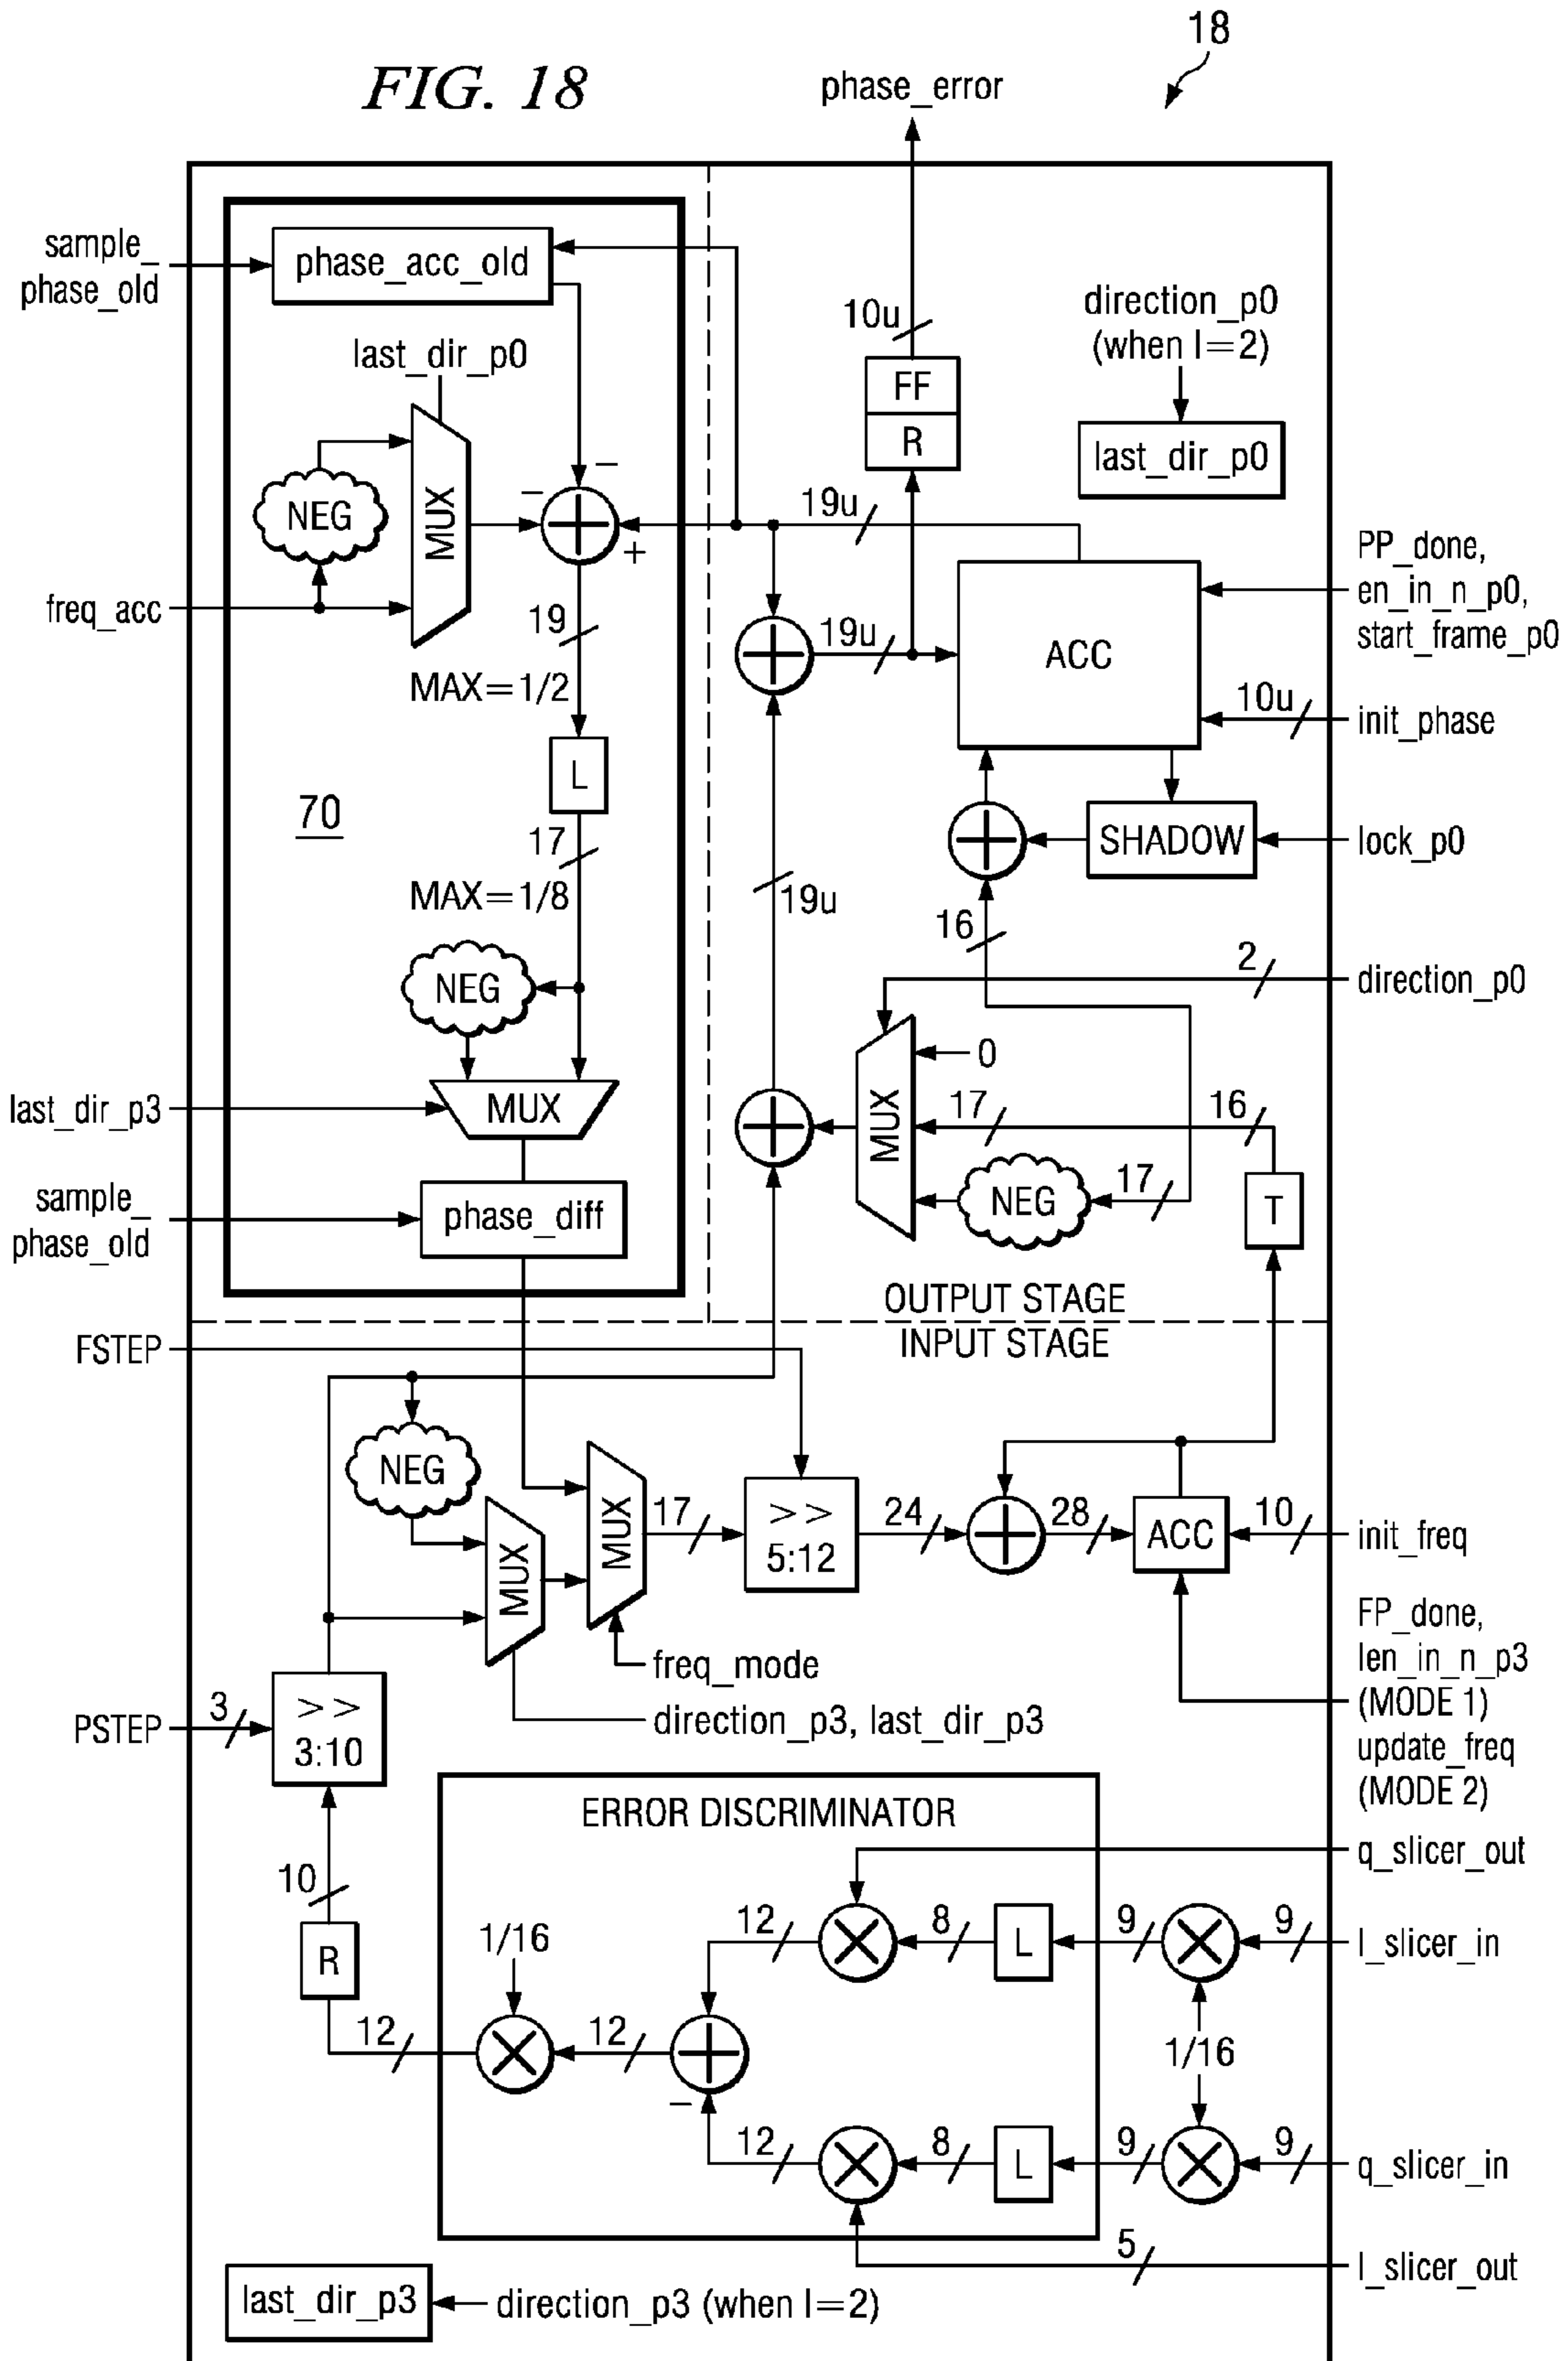 18
FIG. 18
phase_error
sample_
phase_old
phase_acc_old
10u
direction_p0
(when I=2)
last_dir_p0
FF
R
last_dir_p0
NEG
MUX
−
−
+
19u
PP_done,
en_in_n_p0,
start_frame_p0
freq_acc
19
19u
ACC
MAX=1/2
10u
init_phase
L
70
17
SHADOW
lock_p0
MAX=1/8
19u
16
NEG
2
direction_p0
0
last_dir_p3
MUX
MUX
17
16
sample_
phase_old
phase_diff
NEG
17
T
OUTPUT STAGE
FSTEP
INPUT STAGE
NEG
MUX
MUX
17
>>
5:12
24
28
ACC
10
init_freq
FP_done,
len_in_n_p3
(MODE 1)
update_freq
(MODE 2)
freq_mode
direction_p3, last_dir_p3
PSTEP
3
>>
3:10
ERROR DISCRIMINATOR
q_slicer_out
10
R
1/16
12
8
L
9
9
I_slicer_in
12
12
1/16
−
12
8
L
9
9
q_slicer_in
5
I_slicer_out
last_dir_p3
direction_p3 (when I=2)